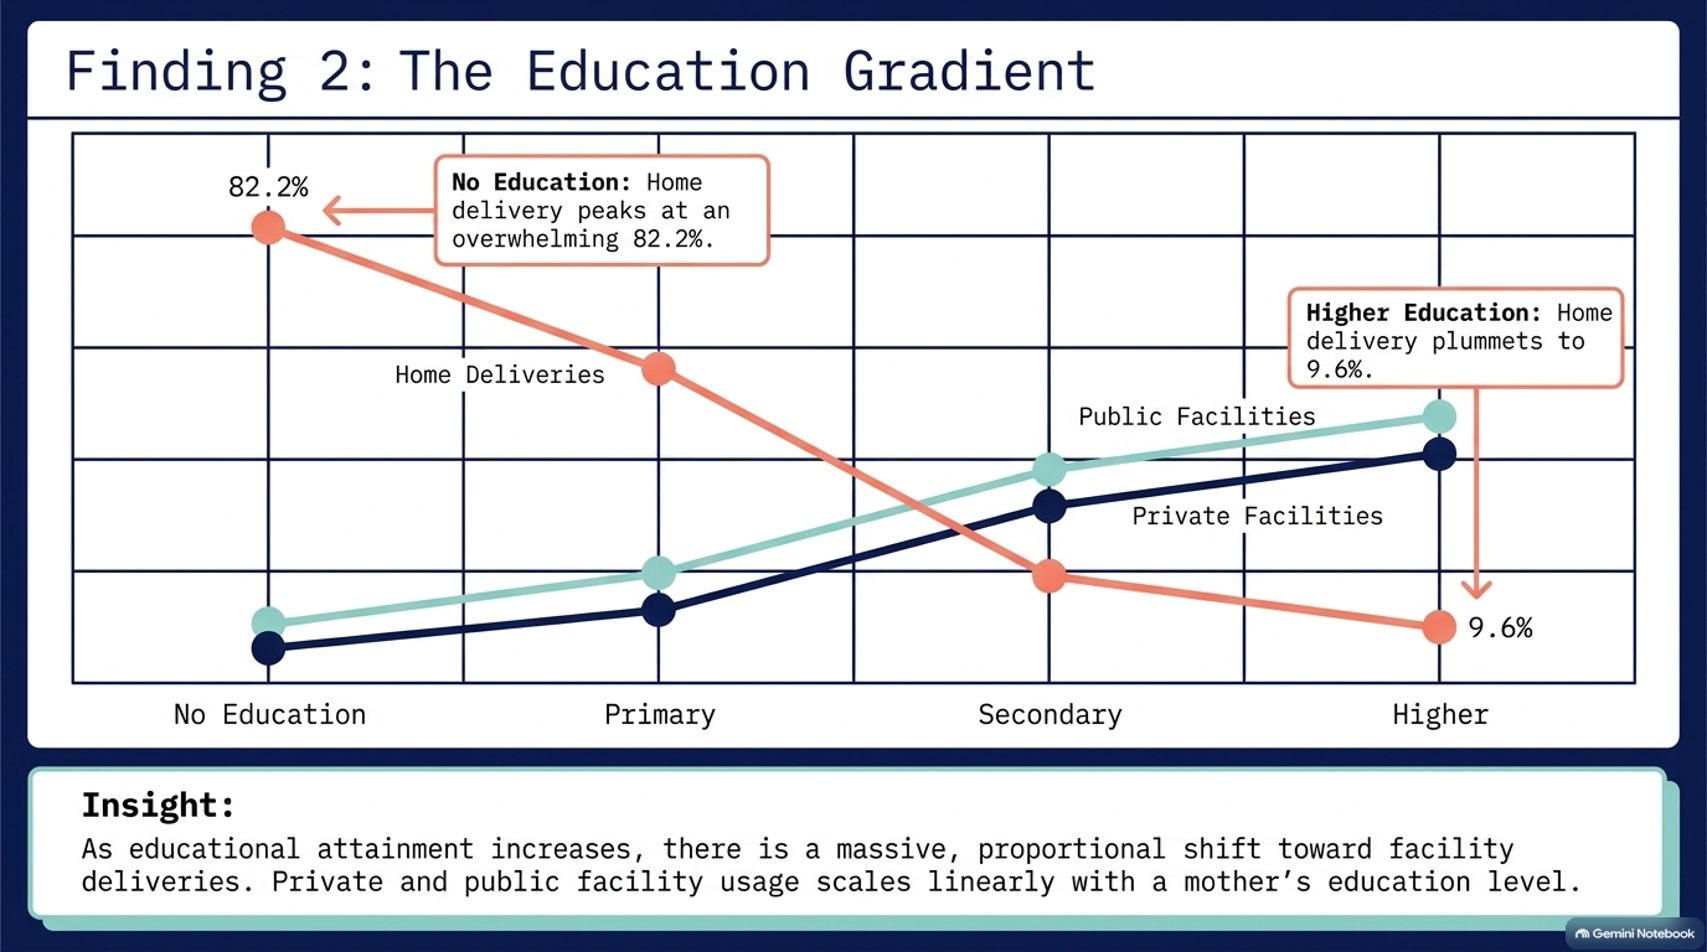 Finding 2: The Education Gradient
82.2%
No Education: Home
delivery peaks at an
overwhelming 82.2%.
Higher Education: Home
delivery plummets to
9.6%.
Home Deliveries
Public Facilities
Private Facilities
9.6%
No Education
Primary
Secondary
Higher
Insight:
As educational attainment increases, there is a massive, proportional shift toward facility
deliveries. Private and public facility usage scales linearly with a mother’s education level.
Gemini Notebook